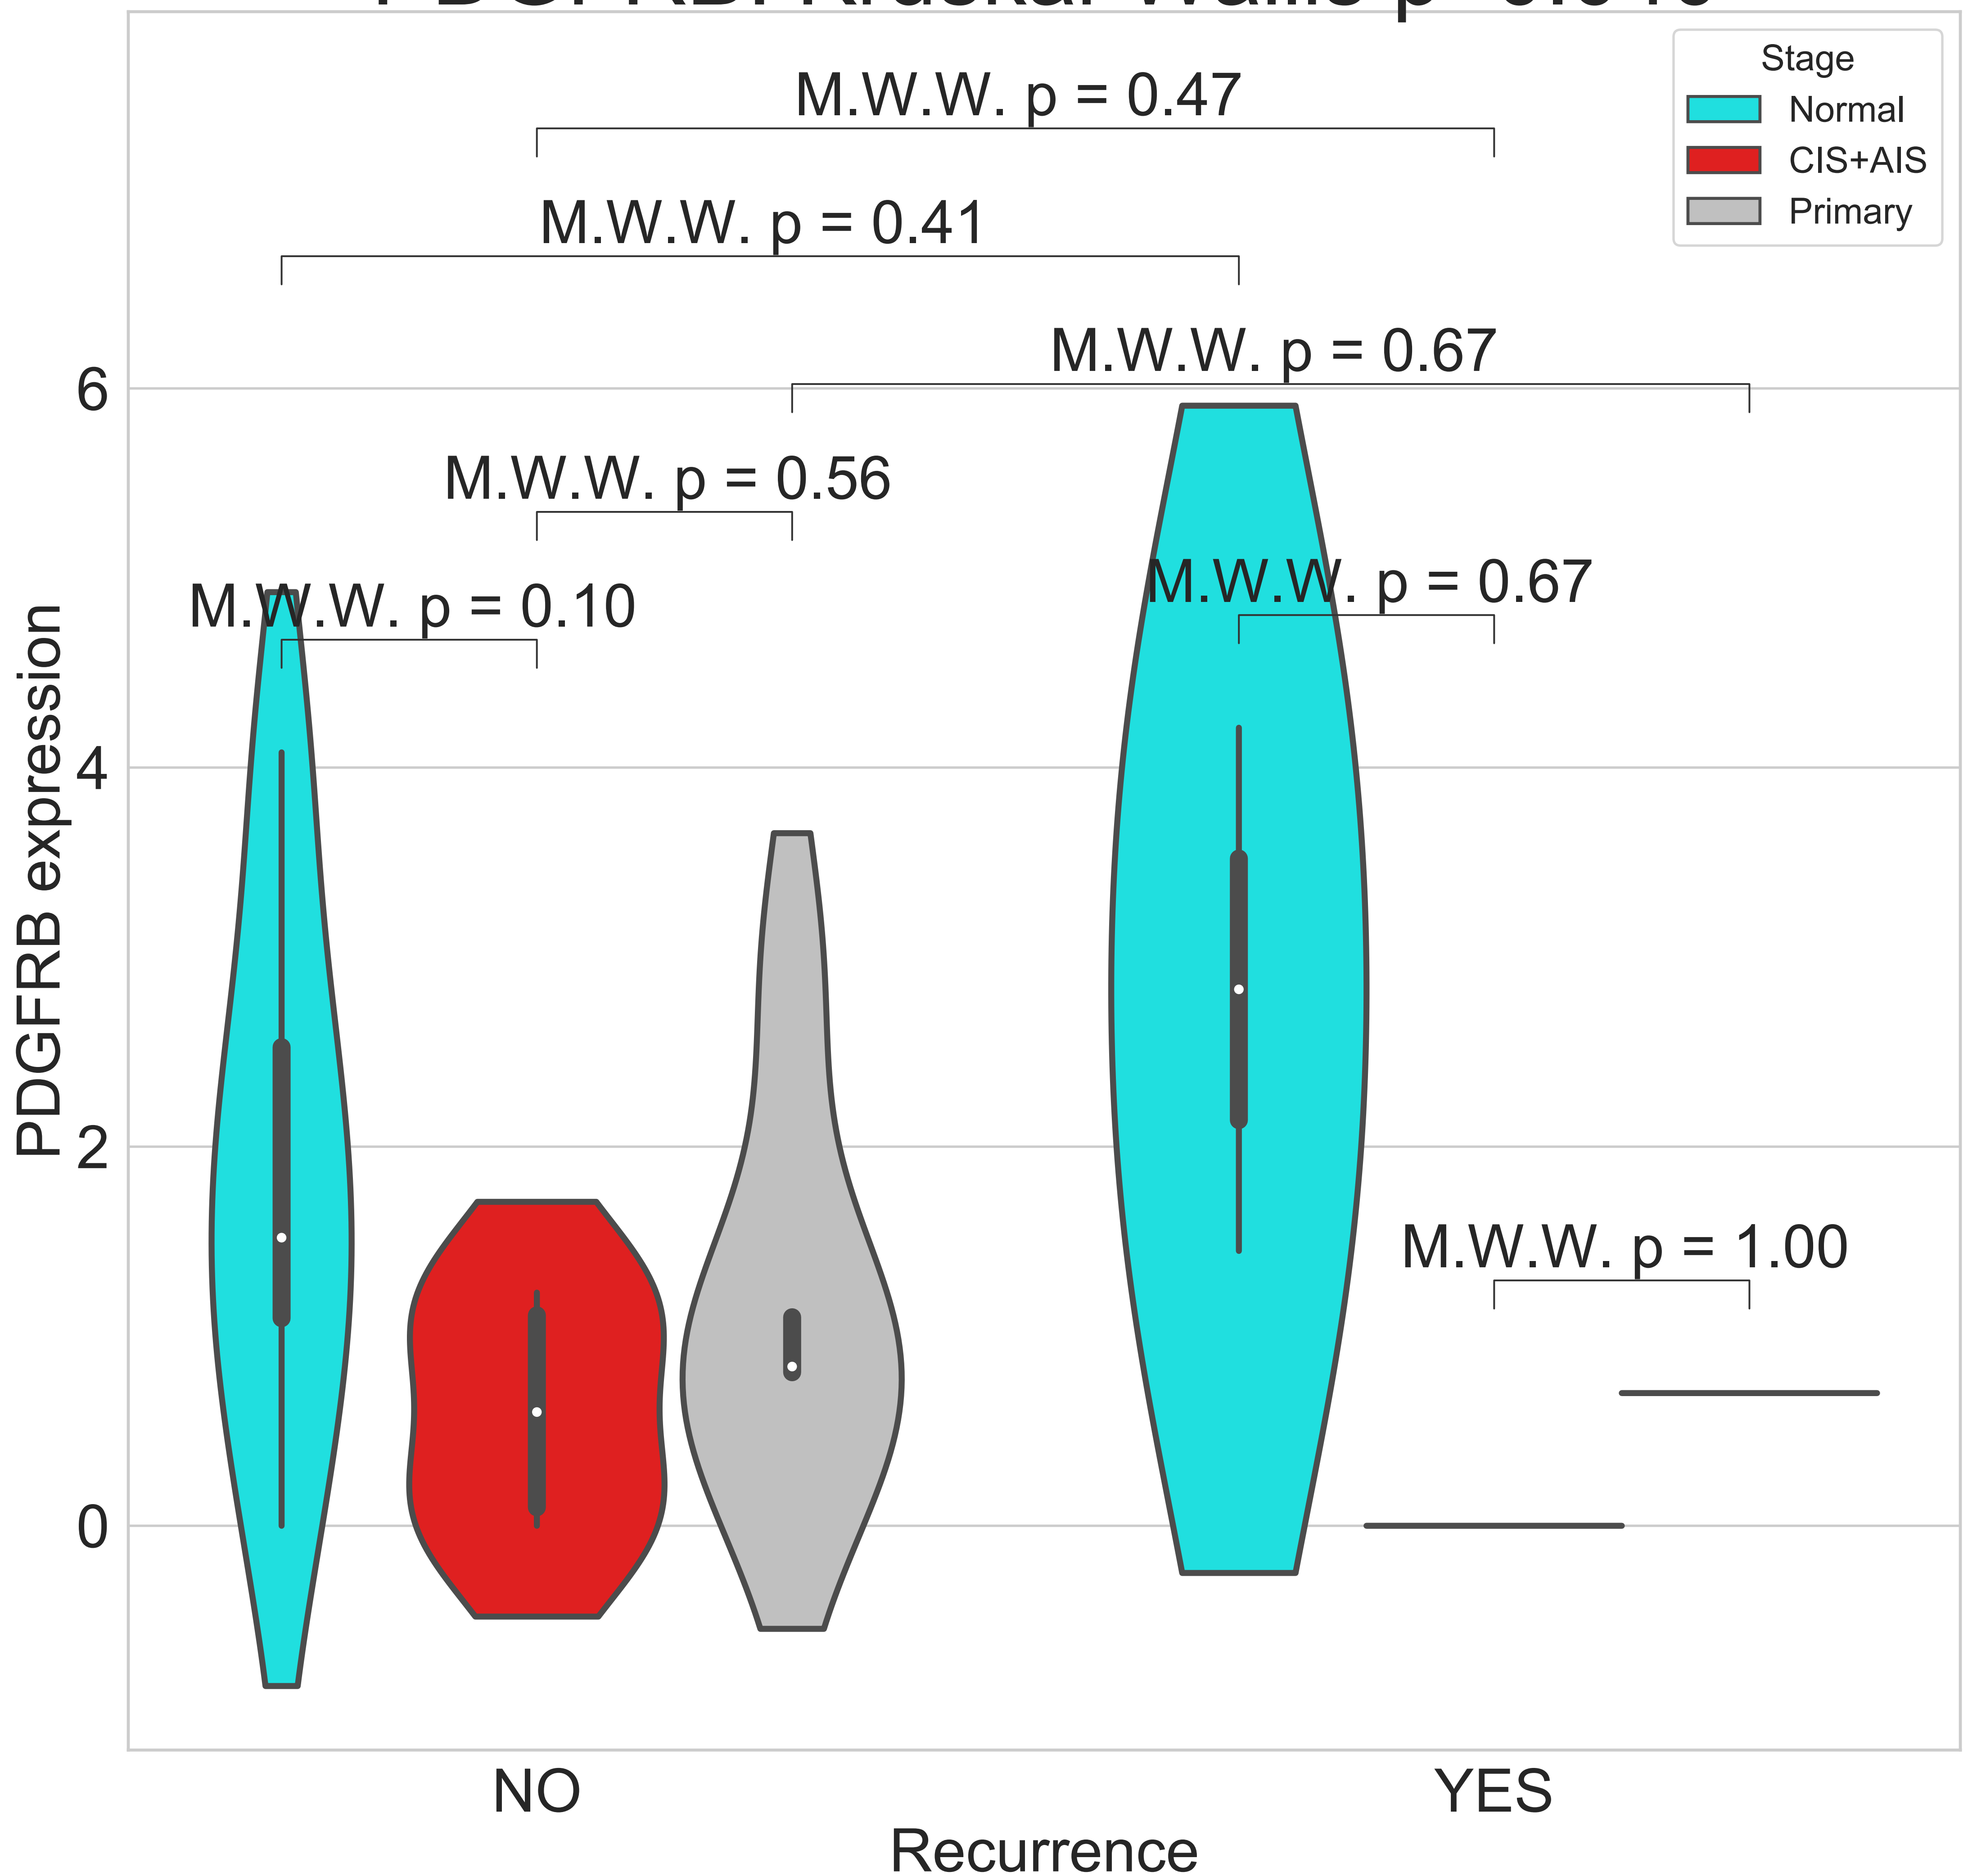 Stage
Normal
CIS+AIS
Primary
M.W.W. p = 0.47
M.W.W. p = 0.41
M.W.W. p = 0.67
M.W.W. p = 0.56
M.W.W. p = 0.67
M.W.W. p = 0.10
M.W.W. p = 1.00
PDGFRB expression
6
4
2
0
NO
YES
Recurrence